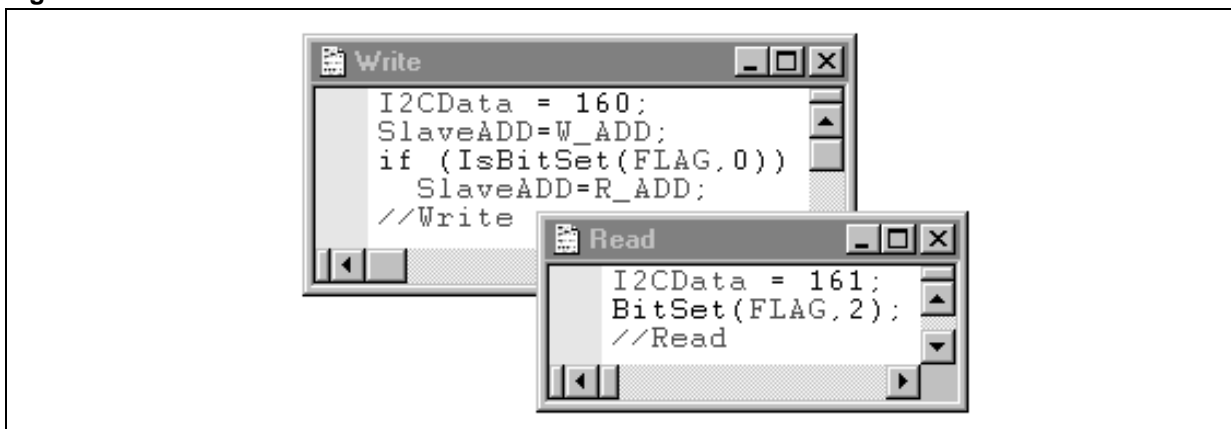 Write
I2CData = 160;
SlaveADD=W_ADD;
if (IsBitSet(FLAG,0))
SlaveADD=R_ADD;
//Write
Read
I2CData = 161;
BitSet(FLAG,2);
//Read